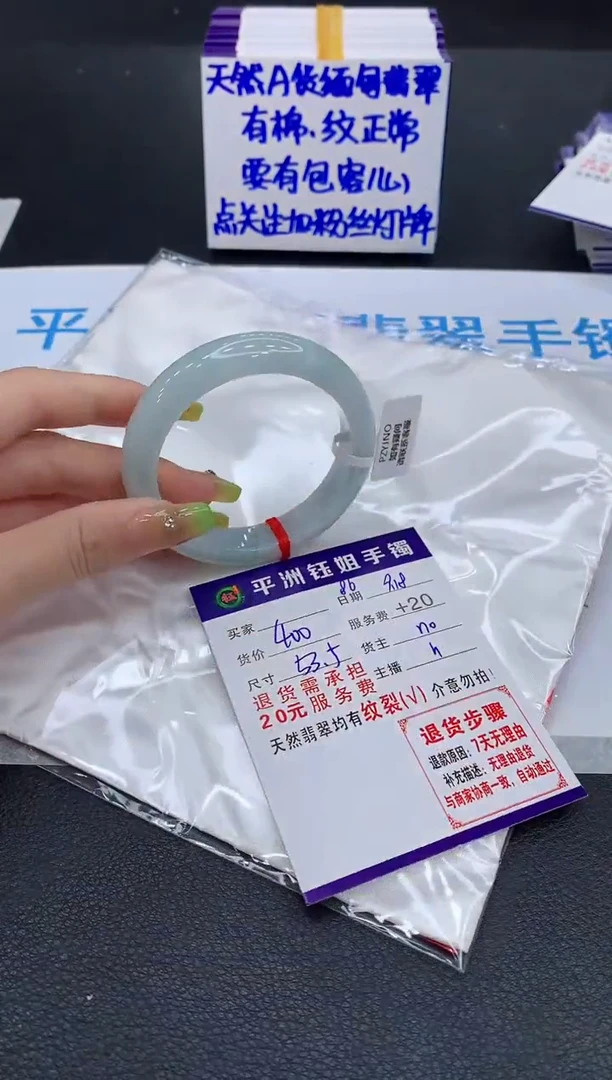 天然A货缅甸翡翠
有棉、纹正常
要有包容心
点关注加粉丝灯牌
平
翡翠手镯
PZYJNO
平洲钰姐手镯
买家 日期 9.18
货价 400 服务费 +20
尺寸 53.5 货主 no
主播 h
退货需承担
20元服务费
天然翡翠均有纹裂(√)介意勿拍!
退货步骤
退款原因:7天无理由
补充描述:无理由退货
与商家协商一致,自动通过